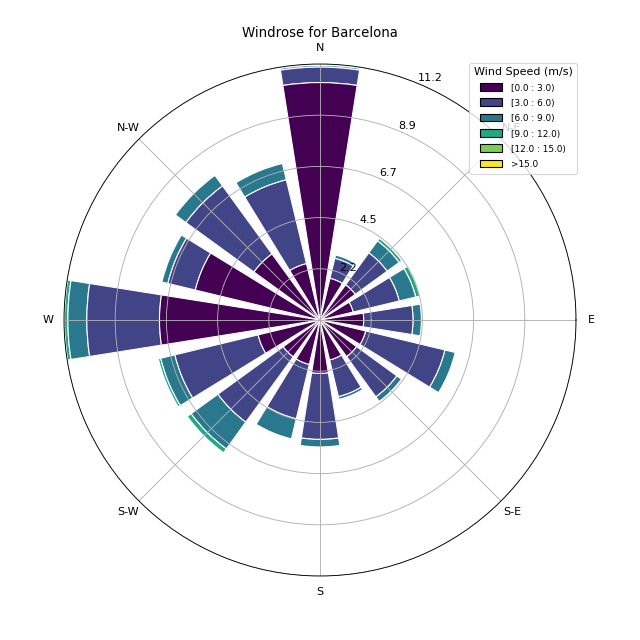 Windrose for Barcelona
N
11.2
Wind Speed (m/s)
[0.0 : 3.0)
[3.0 : 6.0)
[6.0 : 9.0)
[9.0 : 12.0)
[12.0 : 15.0)
>15.0
N-E
N-W
8.9
6.7
4.5
2.2
W
E
S-W
S-E
S